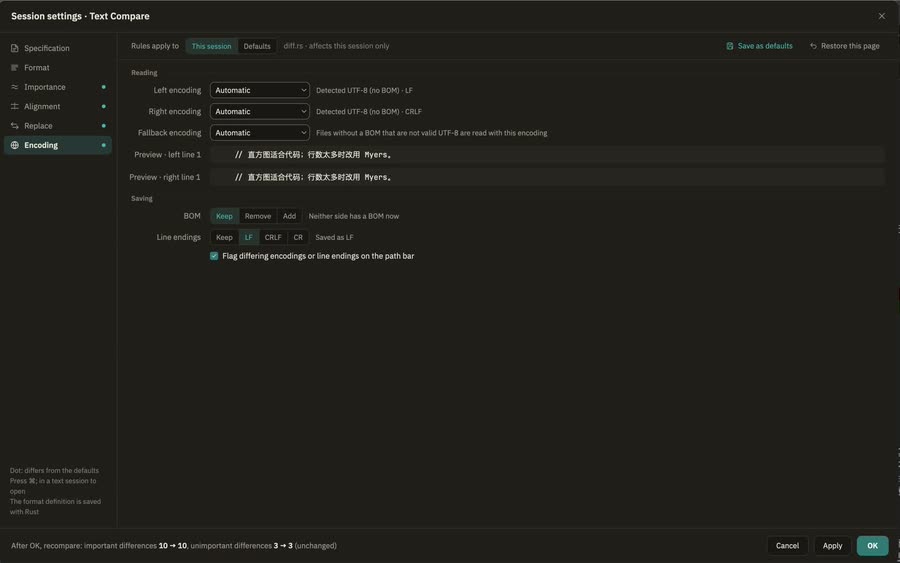 Session settings · Text Compare
Specification
Format
Importance
Alignment
Replace
Encoding
Dot: differs from the defaults
Press ⌘; in a text session to
open
The format definition is saved
with Rust
Rules apply to This session Defaults diff.rs · affects this session only Save as defaults Restore this page
Reading
Left encoding Automatic Detected UTF-8 (no BOM) · LF
Right encoding Automatic Detected UTF-8 (no BOM) · CRLF
Fallback encoding Automatic Files without a BOM that are not valid UTF-8 are read with this encoding
Preview · left line 1 // 直方图适合代码；行数太多时改用 Myers。
Preview · right line 1 // 直方图适合代码；行数太多时改用 Myers。
Saving
BOM Keep Remove Add Neither side has a BOM now
Line endings Keep LF CRLF CR Saved as LF
Flag differing encodings or line endings on the path bar
After OK, recompare: important differences 10 → 10, unimportant differences 3 → 3 (unchanged)
Cancel Apply OK